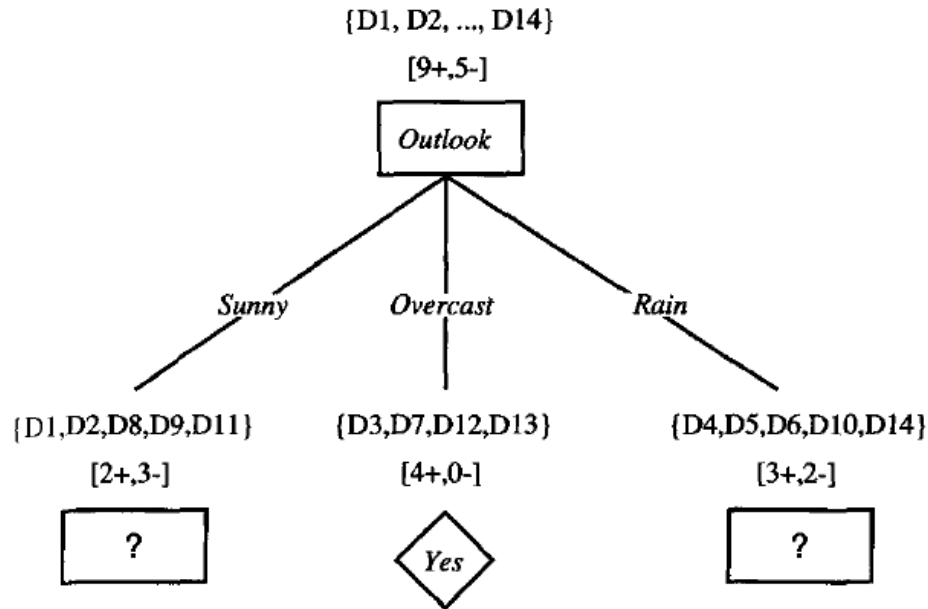 {D1, D2, ..., D14}
[9+,5-]
Outlook
Sunny Overcast Rain
{D1,D2,D8,D9,D11} {D3,D7,D12,D13} {D4,D5,D6,D10,D14}
[2+,3-] [4+,0-] [3+,2-]
? Yes ?